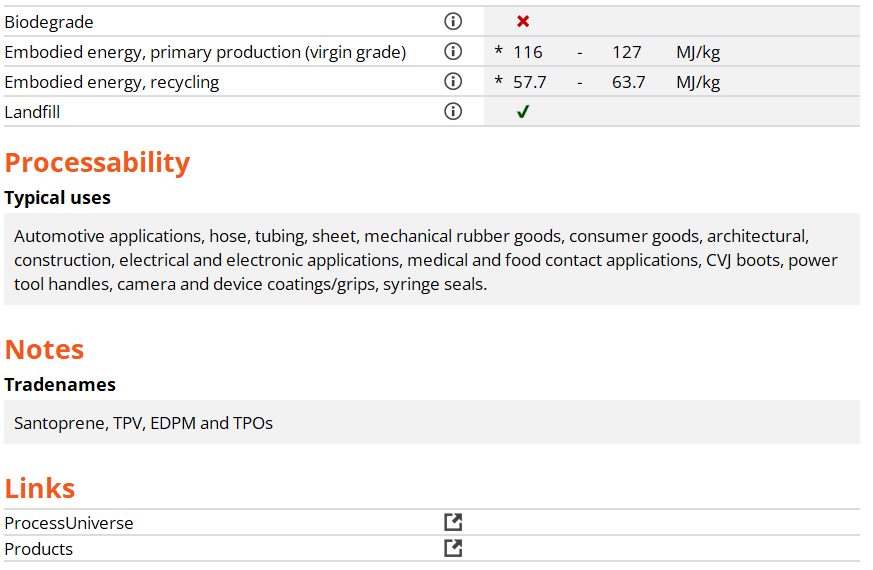 Biodegrade
Embodied energy, primary production (virgin grade) * 116 - 127 MJ/kg
Embodied energy, recycling * 57.7 - 63.7 MJ/kg
Landfill
Processability
Typical uses
Automotive applications, hose, tubing, sheet, mechanical rubber goods, consumer goods, architectural,
construction, electrical and electronic applications, medical and food contact applications, CVJ boots, power
tool handles, camera and device coatings/grips, syringe seals.
Notes
Tradenames
Santoprene, TPV, EDPM and TPOs
Links
ProcessUniverse
Products